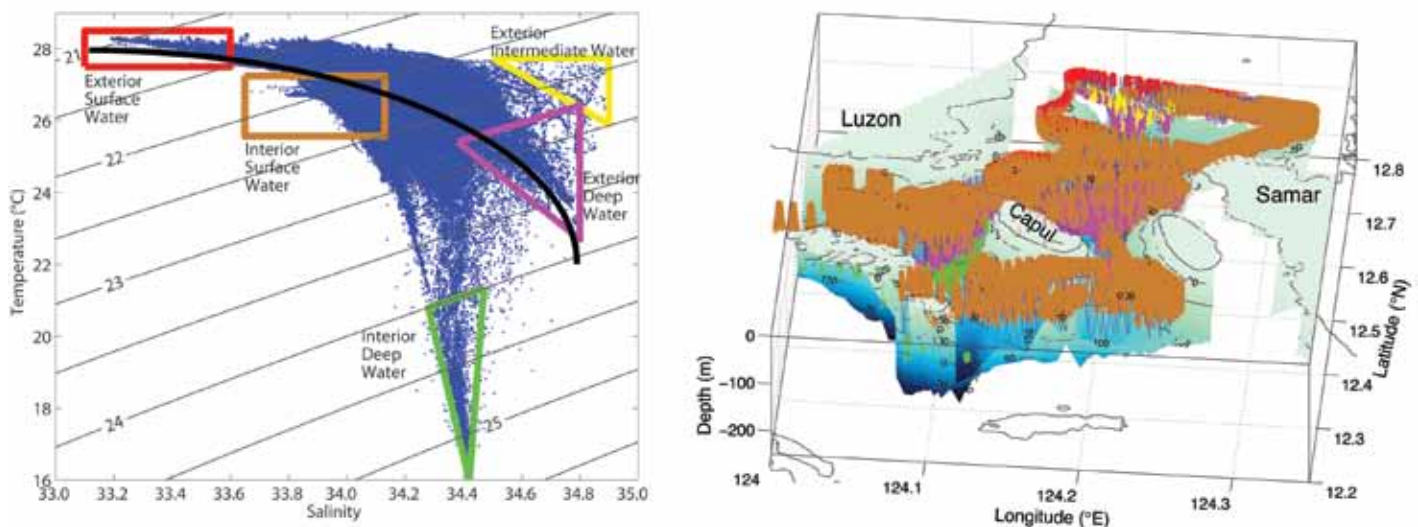 Temperature (°C)
28
26
24
22
20
18
16
33.0
33.2
33.4
33.6
33.8
34.0
34.2
34.4
34.6
34.8
35.0
Salinity
21
22
23
24
25
Exterior
Surface
Water
Interior
Surface
Water
Exterior
Intermediate Water
Exterior
Deep
Water
Interior
Deep
Water
Luzon
Samar
Capul
Depth (m)
0
−100
−200
124
124.1
124.2
124.3
Longitude (°E)
12.8
12.7
12.6
12.5
12.4
12.3
12.2
Latitude (°N)